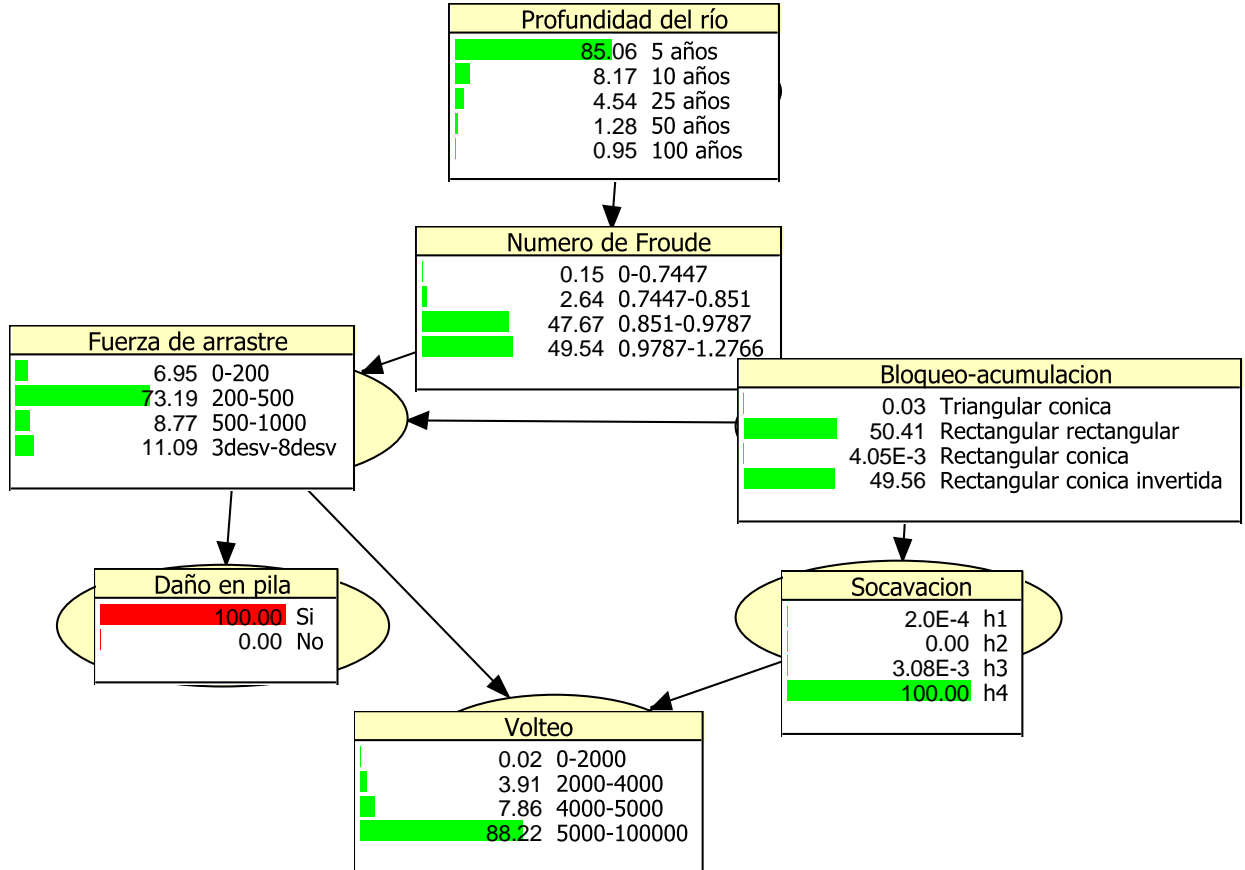 Profundidad del río
85.06 5 años
8.17 10 años
4.54 25 años
1.28 50 años
0.95 100 años
Numero de Froude
0.15 0-0.7447
2.64 0.7447-0.851
47.67 0.851-0.9787
49.54 0.9787-1.2766
Fuerza de arrastre
6.95 0-200
73.19 200-500
8.77 500-1000
11.09 3desv-8desv
Bloqueo-acumulacion
0.03 Triangular conica
50.41 Rectangular rectangular
4.05E-3 Rectangular conica
49.56 Rectangular conica invertida
Daño en pila
100.00 Si
0.00 No
Socavacion
2.0E-4 h1
0.00 h2
3.08E-3 h3
100.00 h4
Volteo
0.02 0-2000
3.91 2000-4000
7.86 4000-5000
88.22 5000-100000